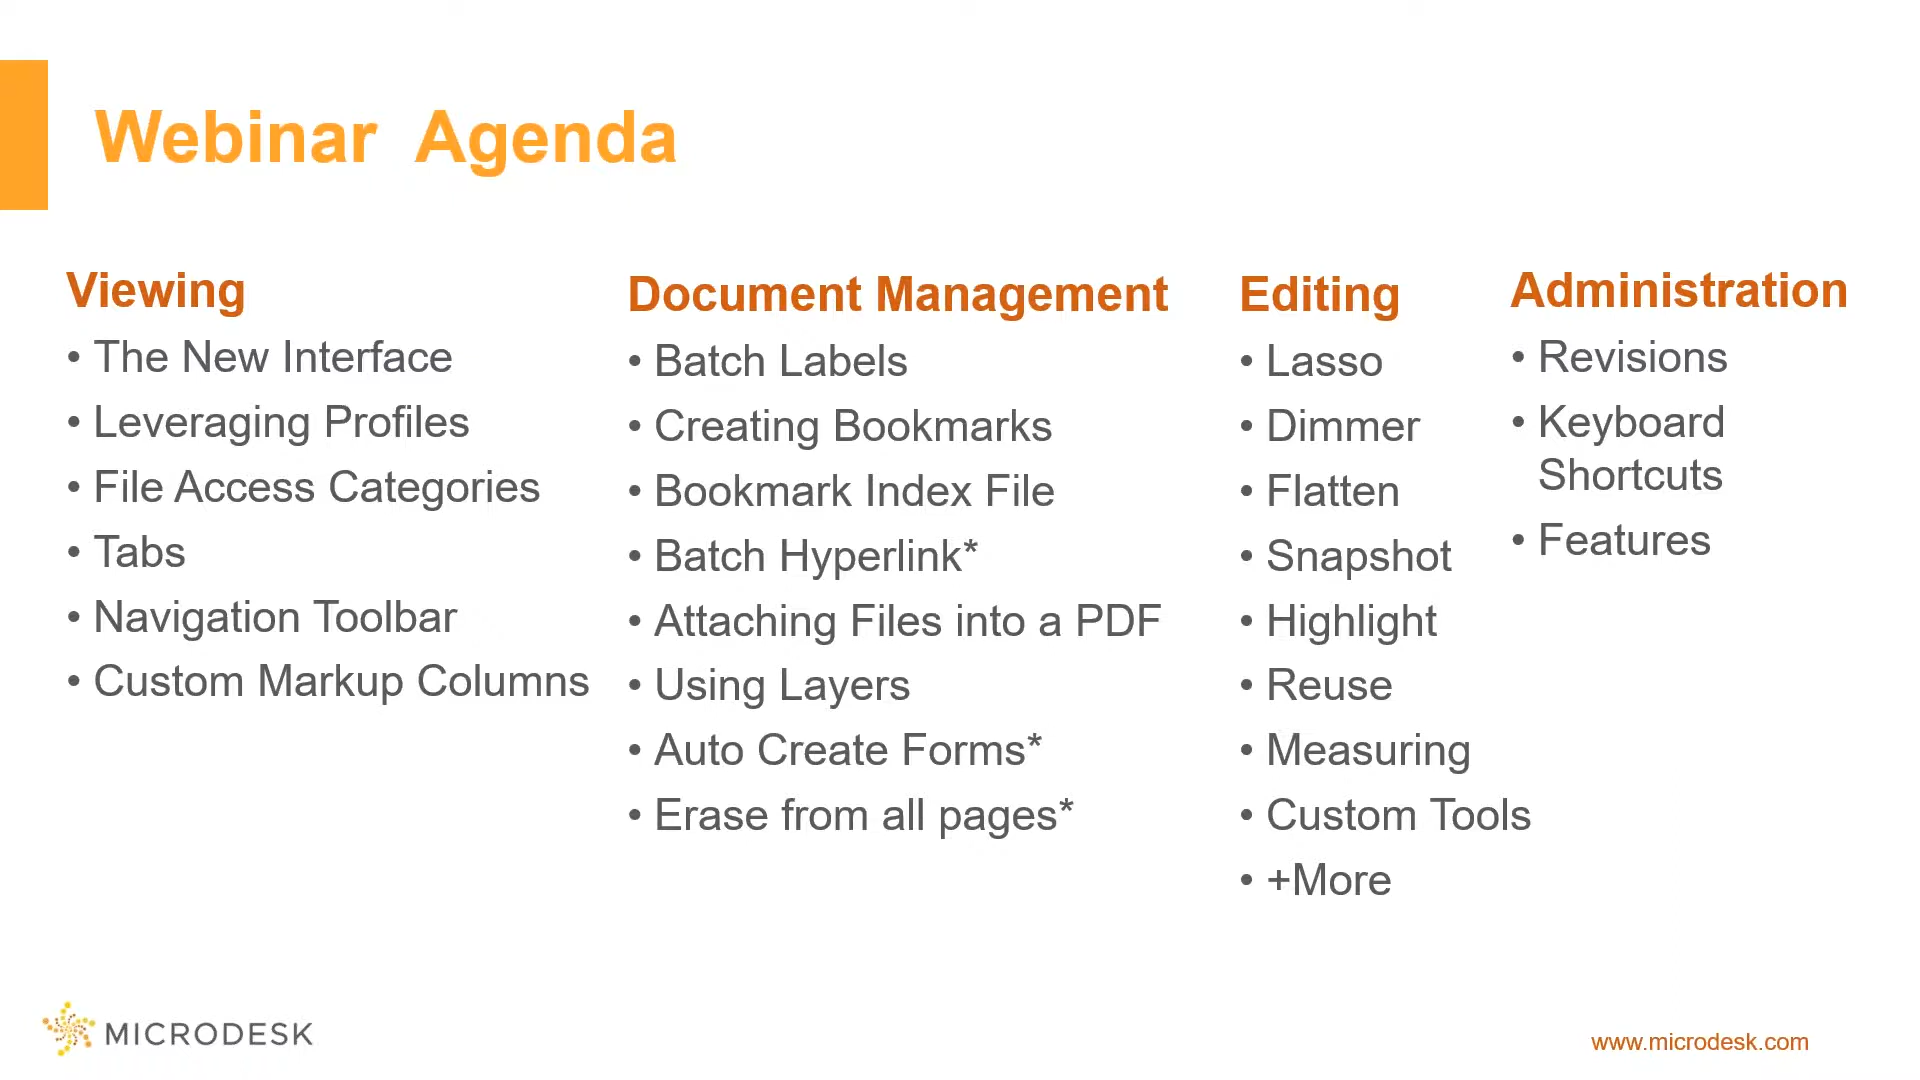 Webinar Agenda
Viewing
• The New Interface
• Leveraging Profiles
• File Access Categories
• Tabs
• Navigation Toolbar
• Custom Markup Columns
Document Management
• Batch Labels
• Creating Bookmarks
• Bookmark Index File
• Batch Hyperlink*
• Attaching Files into a PDF
• Using Layers
• Auto Create Forms*
• Erase from all pages*
Editing
• Lasso
• Dimmer
• Flatten
• Snapshot
• Highlight
• Reuse
• Measuring
• Custom Tools
• +More
Administration
• Revisions
• Keyboard
Shortcuts
• Features
MICRODESK
www.microdesk.com